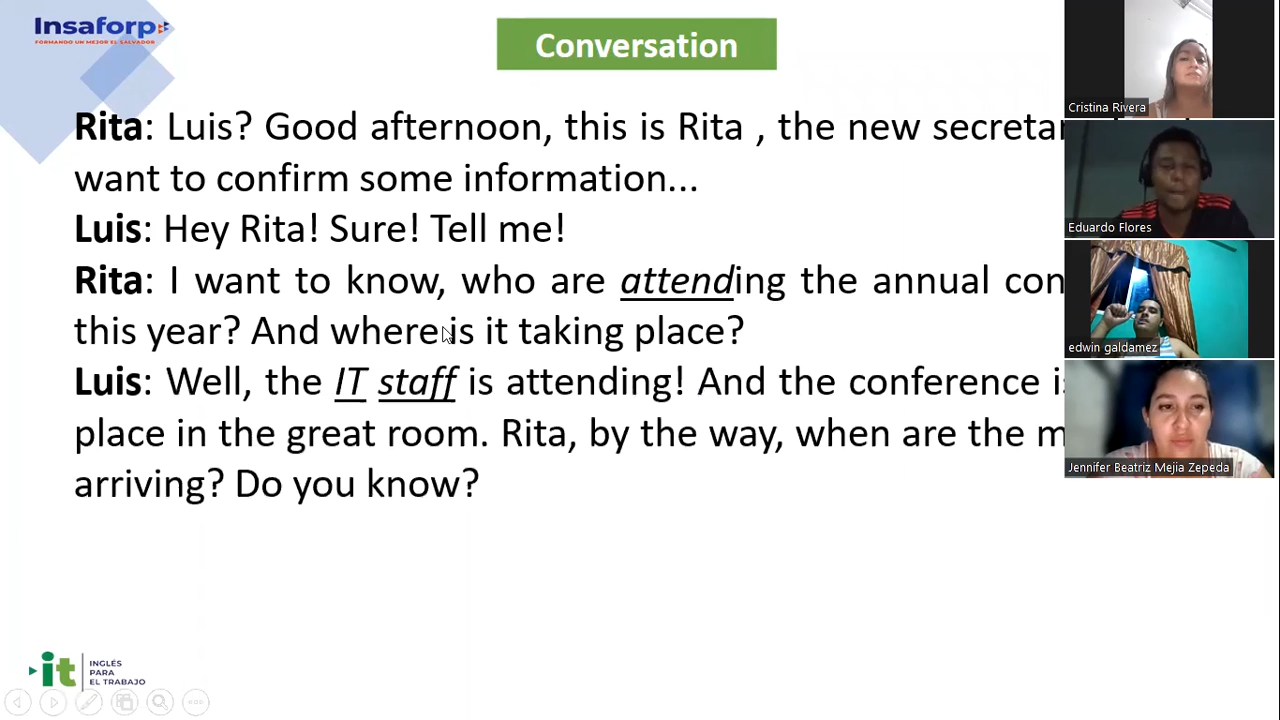 Insaforp
FORMANDO UN MEJOR EL SALVADOR
Conversation
Rita: Luis? Good afternoon, this is Rita , the new
want to confirm some information...
Luis: Hey Rita! Sure! Tell me!
Rita: I want to know, who are attending the annual
this year? And where is it taking place?
Luis: Well, the IT staff is attending! And the conference
place in the great room. Rita, by the way, when are the
arriving? Do you know?
it INGLÉS
PARA
EL TRABAJO
Cristina Rivera
Eduardo Flores
edwin galdamez
Jennifer Beatriz Mejia Zepeda